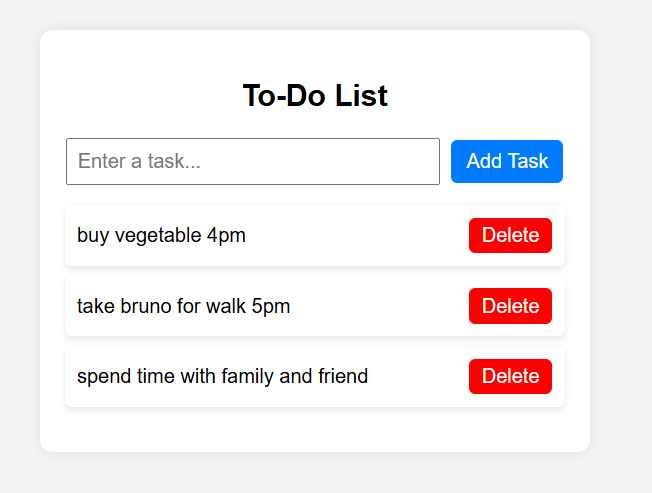 To-Do List
Enter a task... Add Task
buy vegetable 4pm Delete
take bruno for walk 5pm Delete
spend time with family and friend Delete